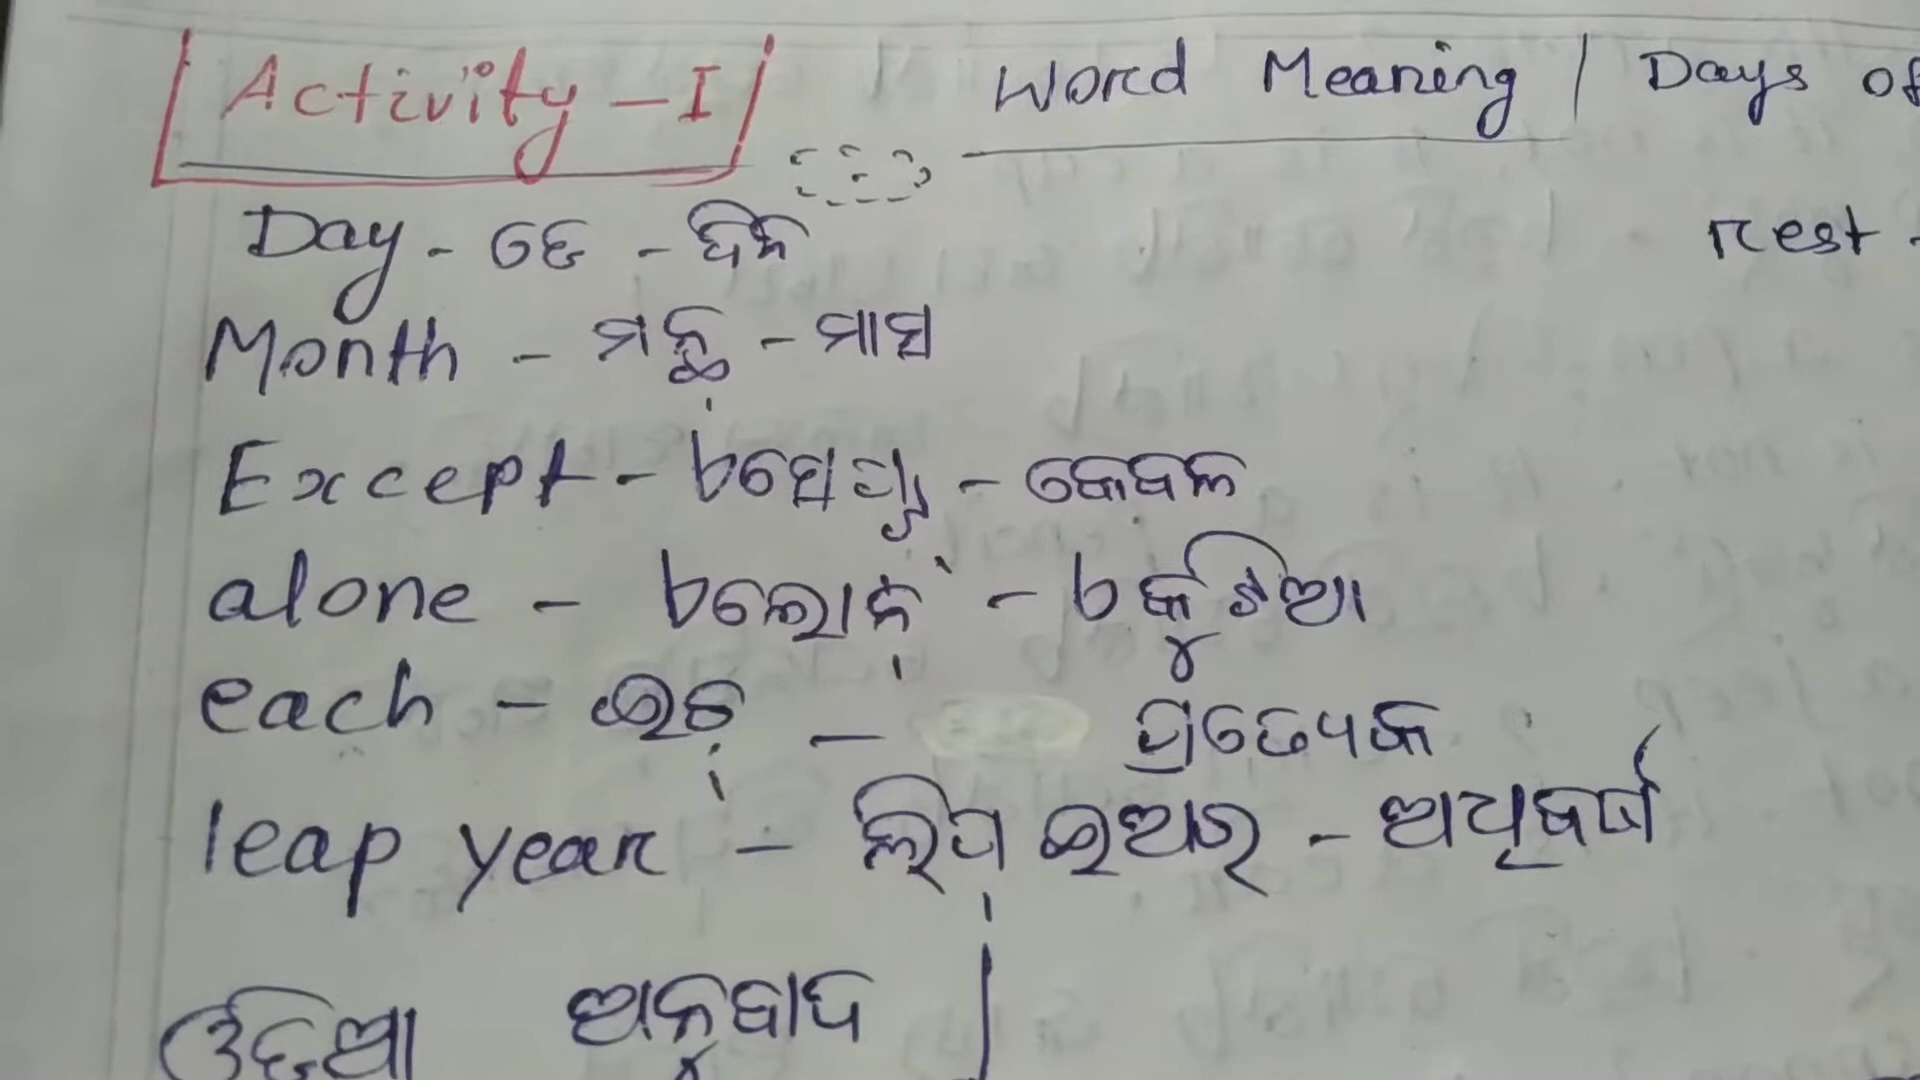 Activity - I Word Meaning | Days of
Day - ଡେ - ଦିନ rest -
Month - ମନ୍ଥ - ମାସ
Except - ଏକ୍ସେପ୍ଟ - କେବଳ
alone - ଏଲୋନ୍ - ଏକୁଟିଆ
each - ଇଚ୍ - ପ୍ରତ୍ୟେକ
leap year - ଲିପ୍ ଇଅର - ଅଧିବର୍ଷ
ଓଡ଼ିଆ ଅନୁବାଦ |